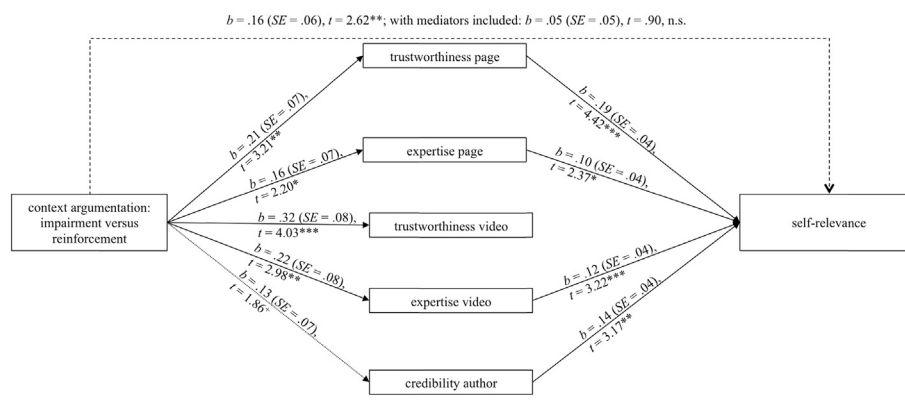 b = .16 (SE = .06), t = 2.62**; with mediators included: b = .05 (SE = .05), t = .90, n.s.
trustworthiness page
b = .21 (SE = .07),
t = 3.21**
b = .19 (SE = .04),
t = 4.42***
expertise page
b = .16 (SE = .07),
t = 2.20*
b = .10 (SE = .04),
t = 2.37*
context argumentation:
impairment versus
reinforcement
b = .32 (SE = .08),
t = 4.03***
trustworthiness video
self-relevance
b = .22 (SE = .08),
t = 2.98**
expertise video
b = .12 (SE = .04),
t = 3.22***
b = .13 (SE = .07),
t = 1.86+
credibility author
b = .14 (SE = .04),
t = 3.17**